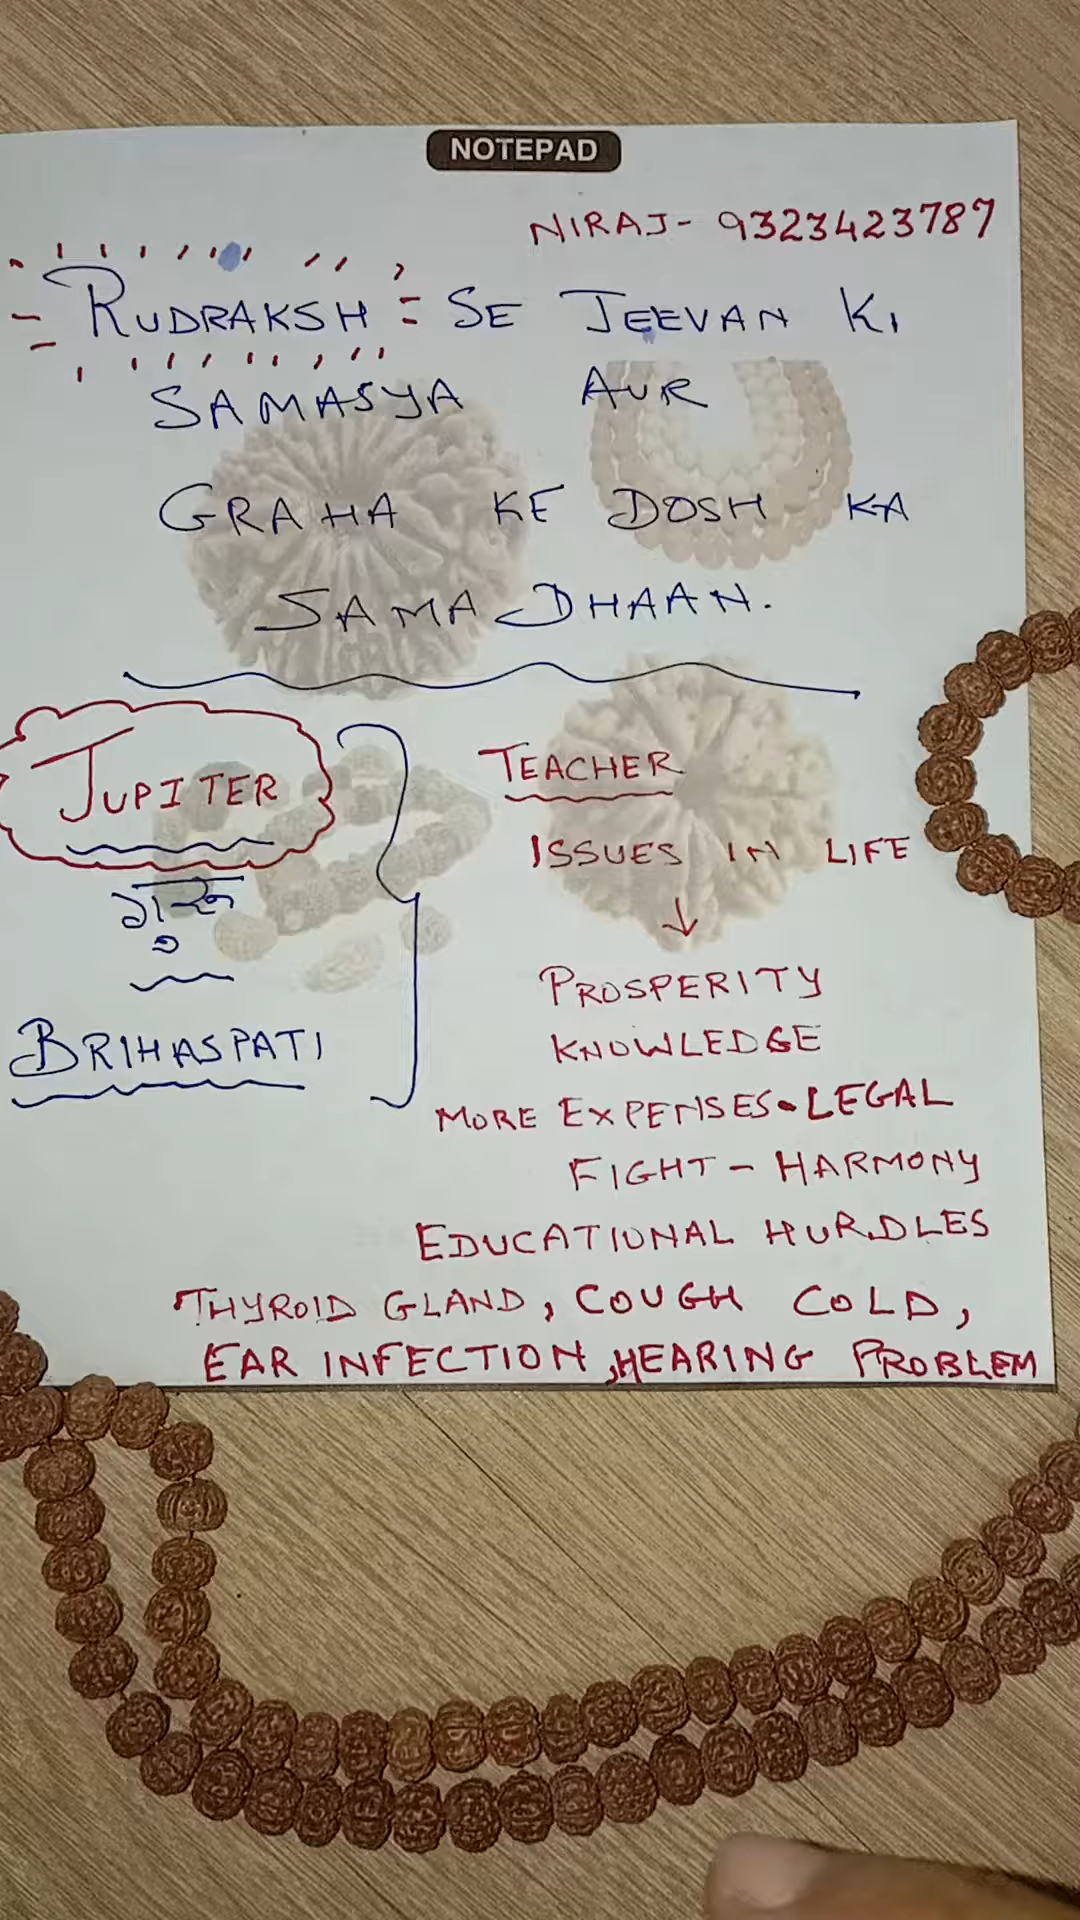 NOTEPAD
NIRAJ- 9323423787
RUDRAKSH SE JEEVAN KI
SAMASYA AUR
GRAHA KE DOSH KA
SAMADHAAN.
JUPITER
गुरु
BRIHASPATI
TEACHER
ISSUES IN LIFE
↓
PROSPERITY
KNOWLEDGE
MORE EXPENSES•LEGAL
FIGHT - HARMONY
EDUCATIONAL HURDLES
THYROID GLAND, COUGH COLD,
EAR INFECTION, HEARING PROBLEM